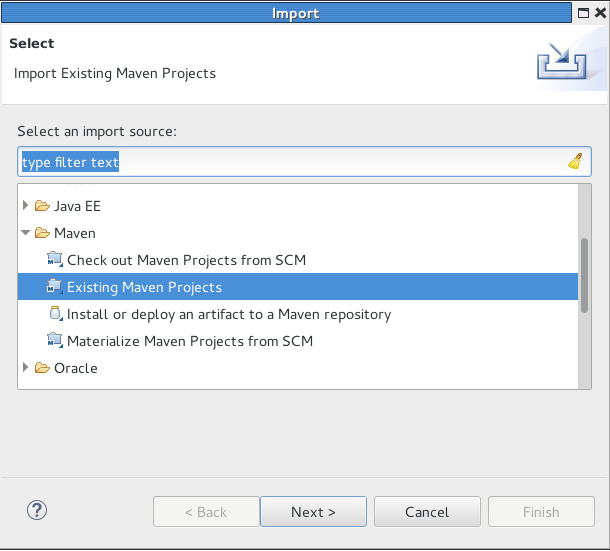 Import
Select
Import Existing Maven Projects
Select an import source:
type filter text
Java EE
Maven
Check out Maven Projects from SCM
Existing Maven Projects
Install or deploy an artifact to a Maven repository
Materialize Maven Projects from SCM
Oracle
< Back
Next >
Cancel
Finish